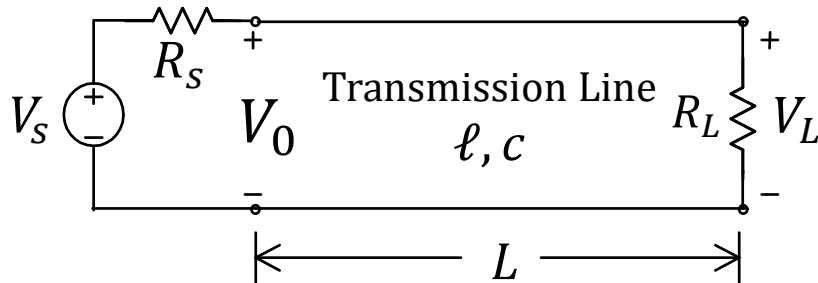 R_s
V_s
+
−
+
V_0
−
Transmission Line
ℓ, c
R_L
+
V_L
−
L